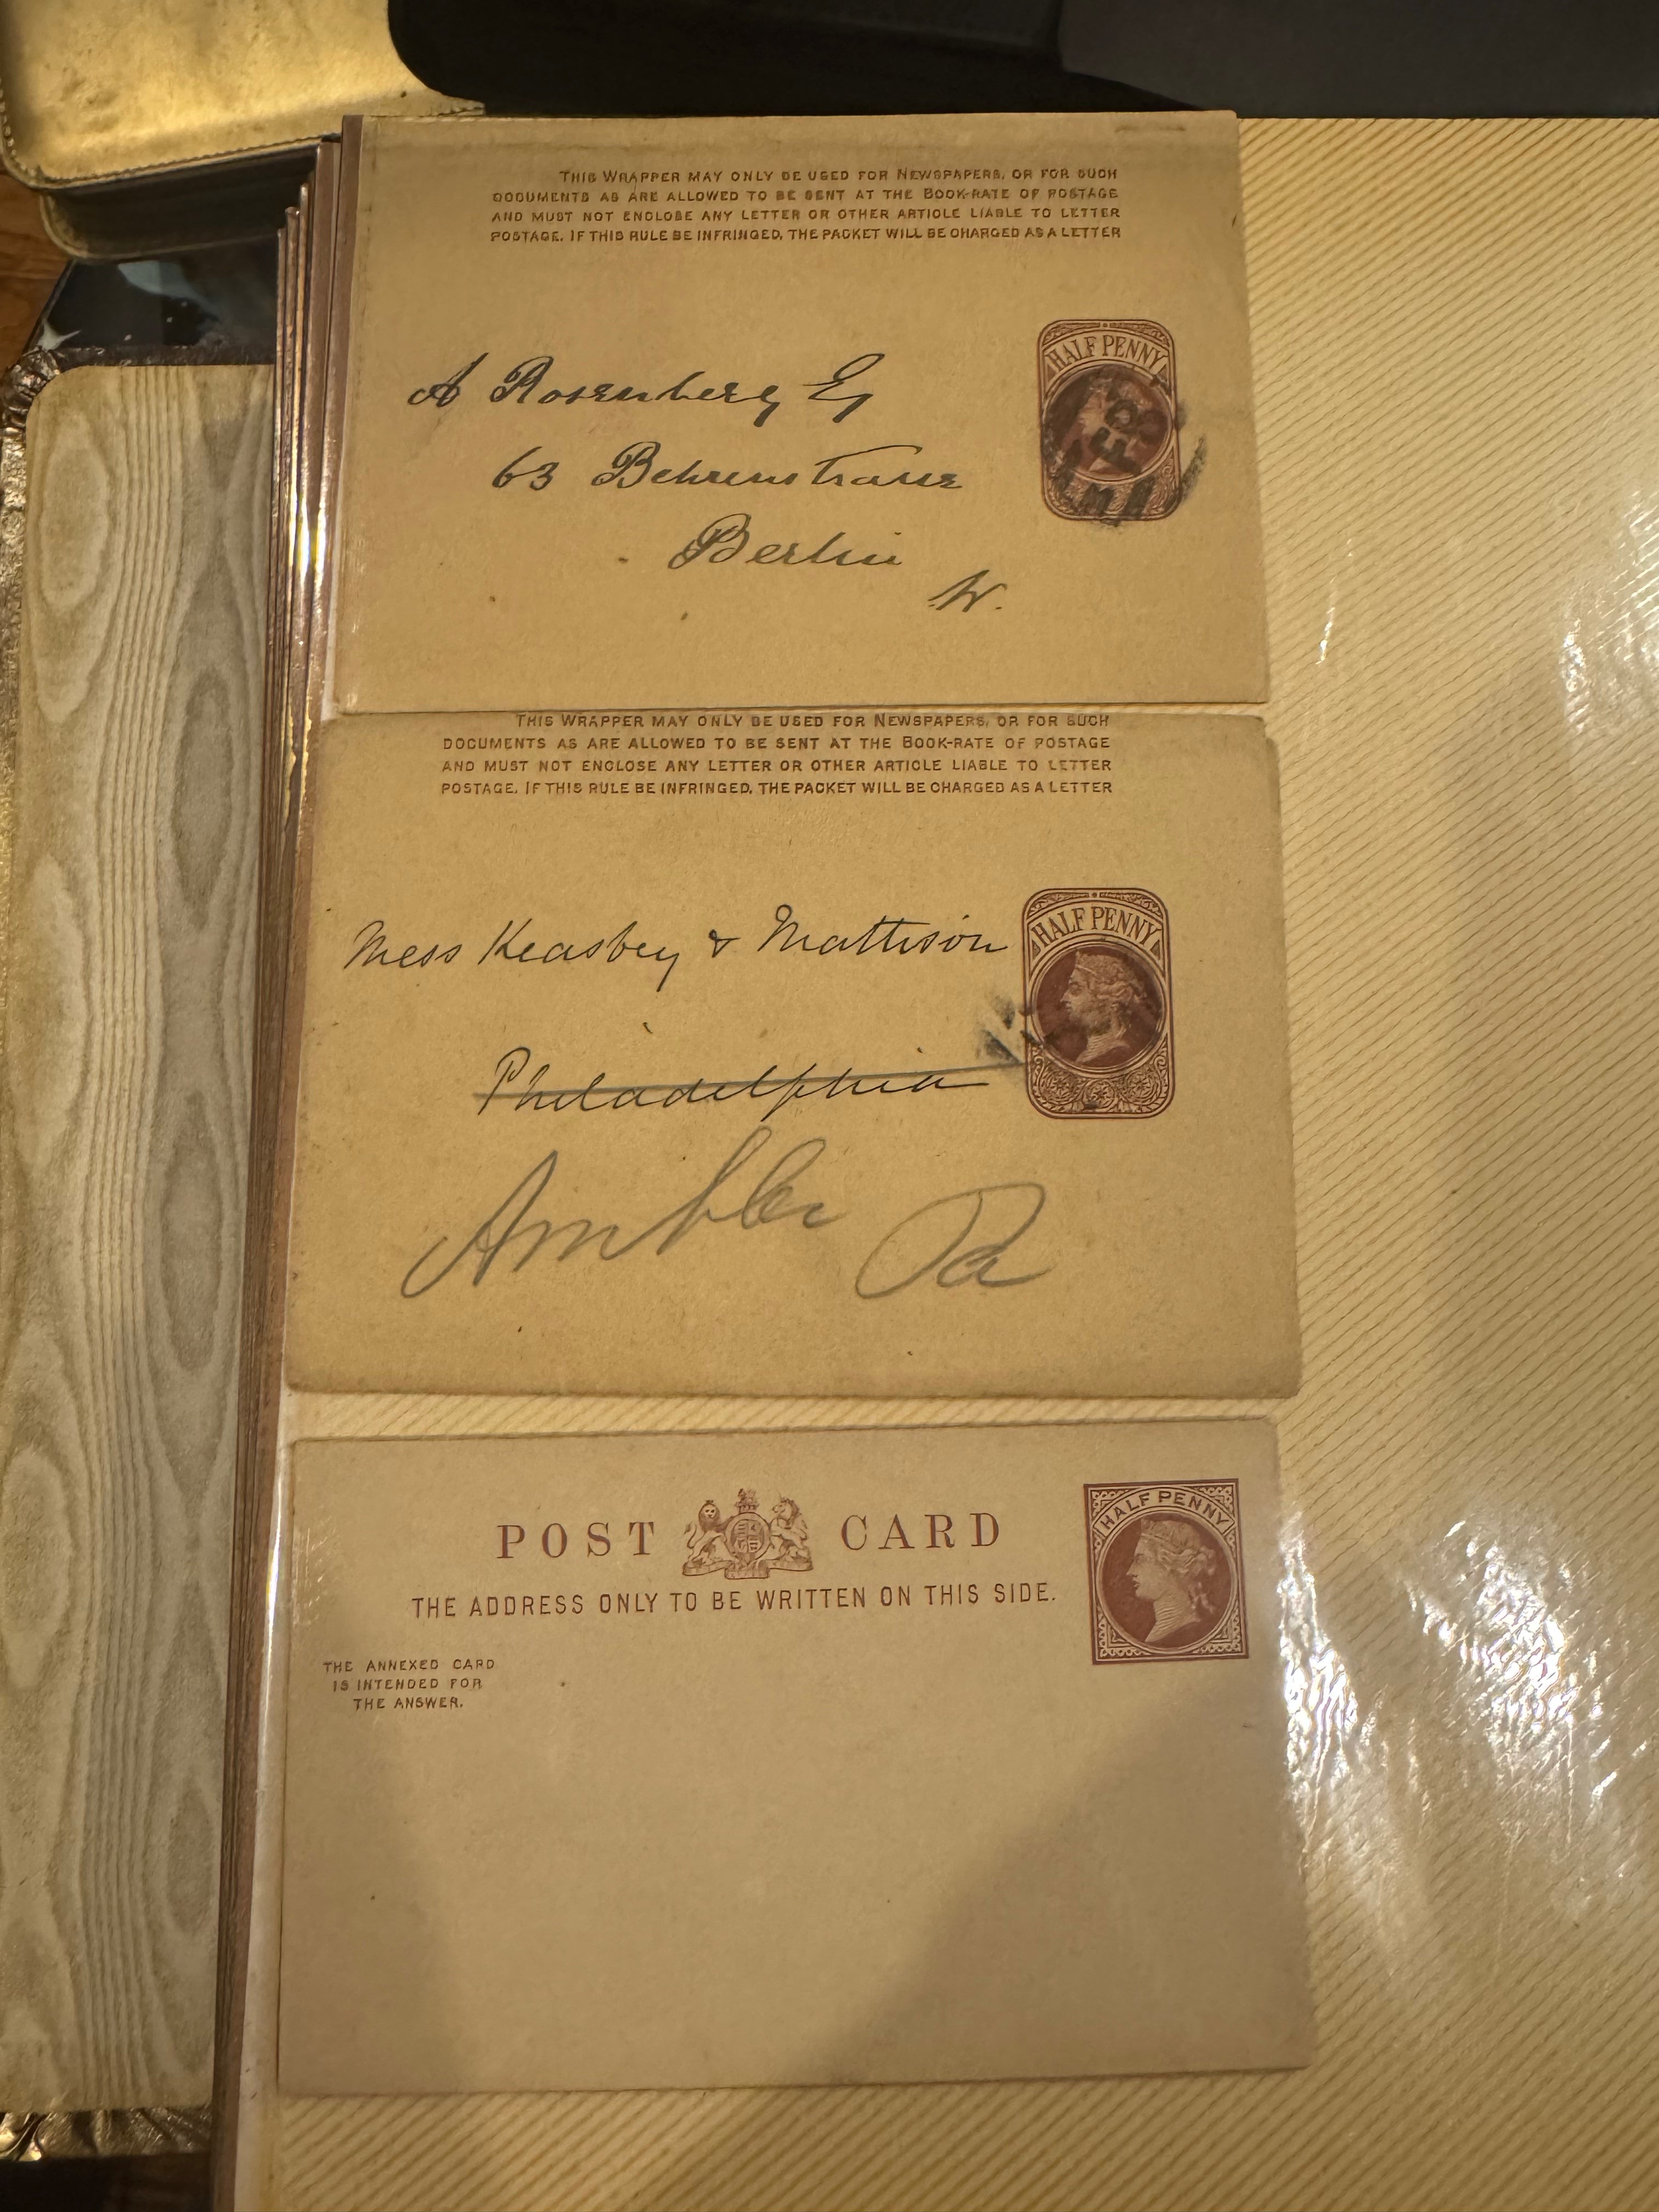 THIS WRAPPER MAY ONLY BE USED FOR NEWSPAPERS, OR FOR SUCH
DOCUMENTS AS ARE ALLOWED TO BE SENT AT THE BOOK-RATE OF POSTAGE
AND MUST NOT ENCLOSE ANY LETTER OR OTHER ARTICLE LIABLE TO LETTER
POSTAGE. IF THIS RULE BE INFRINGED, THE PACKET WILL BE CHARGED AS A LETTER
HALF PENNY
A Rosenberg Eq
63 Behrenstrasse
Berlin
W.
THIS WRAPPER MAY ONLY BE USED FOR NEWSPAPERS, OR FOR SUCH
DOCUMENTS AS ARE ALLOWED TO BE SENT AT THE BOOK-RATE OF POSTAGE
AND MUST NOT ENCLOSE ANY LETTER OR OTHER ARTICLE LIABLE TO LETTER
POSTAGE. IF THIS RULE BE INFRINGED, THE PACKET WILL BE CHARGED AS A LETTER
HALF PENNY
Mess Keasbey & Mattison
Philadelphia
Ambler Pa
POST CARD
HALF PENNY
THE ADDRESS ONLY TO BE WRITTEN ON THIS SIDE.
THE ANNEXED CARD
IS INTENDED FOR
THE ANSWER.